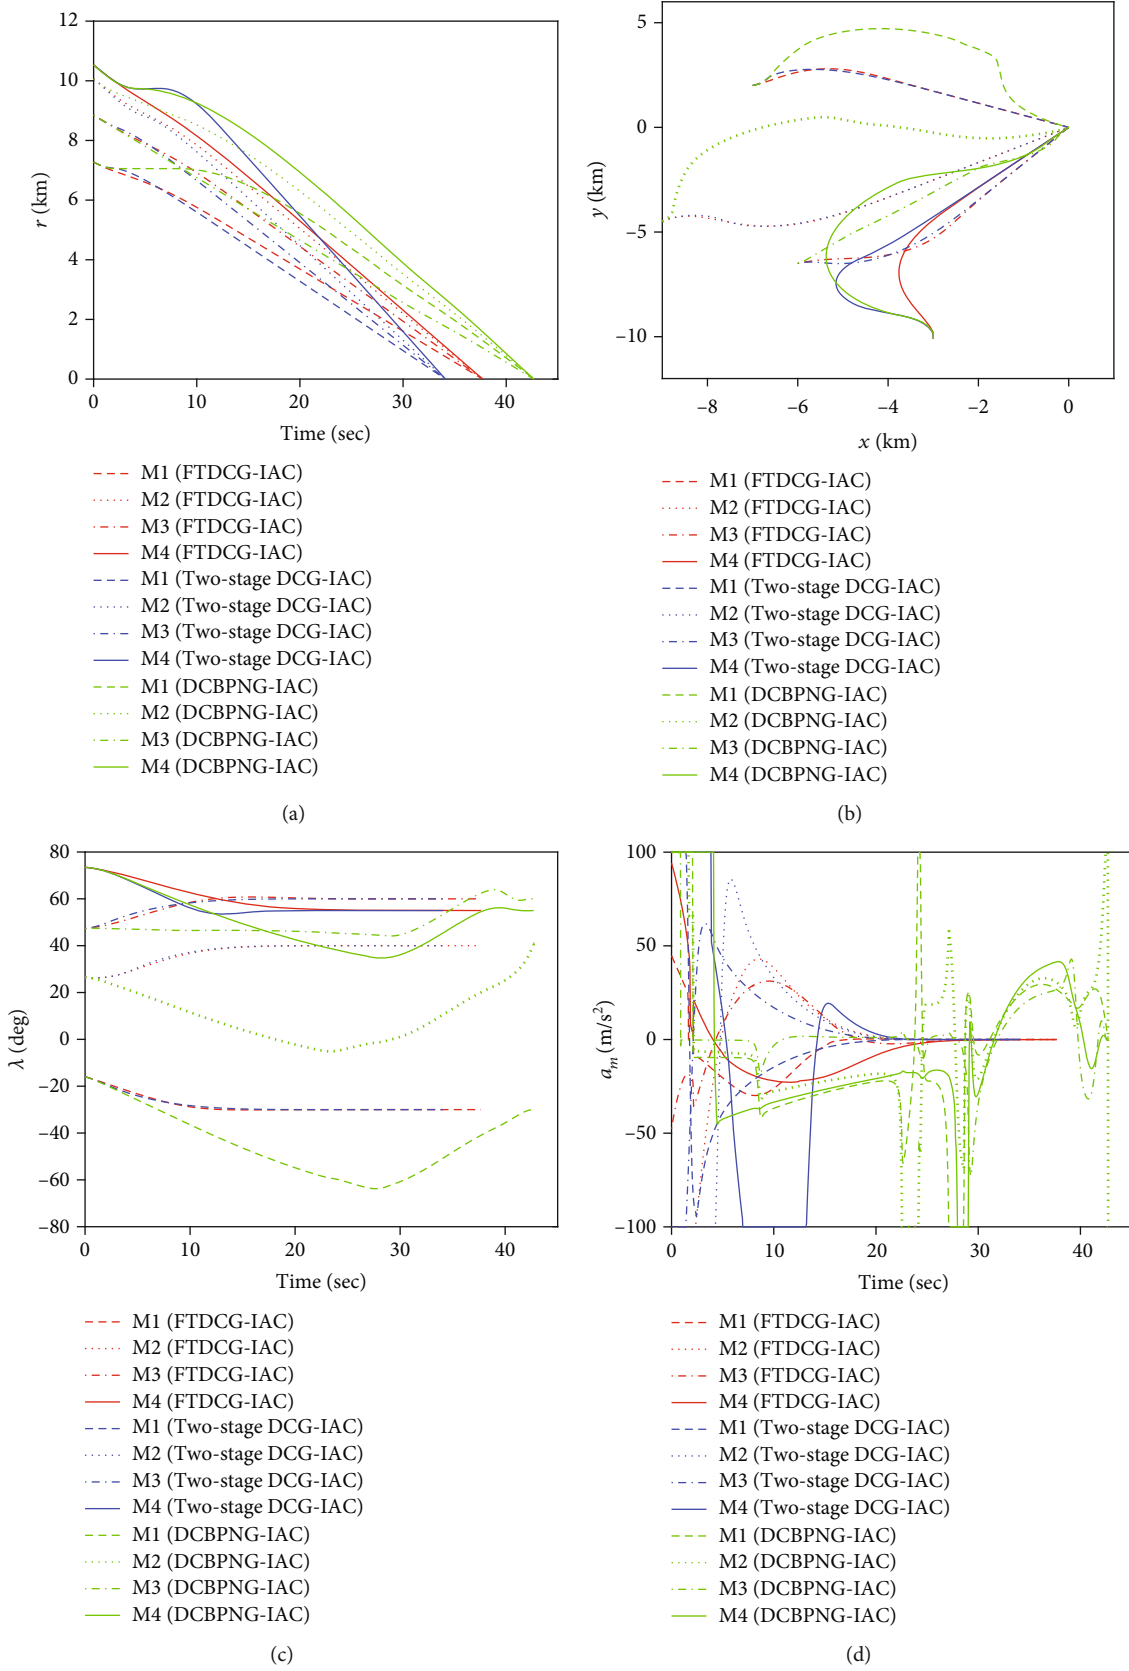 12
10
8
6
4
2
0
r (km)
0
10
20
30
40
Time (sec)
M1 (FTDCG-IAC)
M2 (FTDCG-IAC)
M3 (FTDCG-IAC)
M4 (FTDCG-IAC)
M1 (Two-stage DCG-IAC)
M2 (Two-stage DCG-IAC)
M3 (Two-stage DCG-IAC)
M4 (Two-stage DCG-IAC)
M1 (DCBPNG-IAC)
M2 (DCBPNG-IAC)
M3 (DCBPNG-IAC)
M4 (DCBPNG-IAC)
(a)
5
0
–5
–10
y (km)
–8
–6
–4
–2
0
x (km)
M1 (FTDCG-IAC)
M2 (FTDCG-IAC)
M3 (FTDCG-IAC)
M4 (FTDCG-IAC)
M1 (Two-stage DCG-IAC)
M2 (Two-stage DCG-IAC)
M3 (Two-stage DCG-IAC)
M4 (Two-stage DCG-IAC)
M1 (DCBPNG-IAC)
M2 (DCBPNG-IAC)
M3 (DCBPNG-IAC)
M4 (DCBPNG-IAC)
(b)
80
60
40
20
0
–20
–40
–60
–80
λ (deg)
0
10
20
30
40
Time (sec)
M1 (FTDCG-IAC)
M2 (FTDCG-IAC)
M3 (FTDCG-IAC)
M4 (FTDCG-IAC)
M1 (Two-stage DCG-IAC)
M2 (Two-stage DCG-IAC)
M3 (Two-stage DCG-IAC)
M4 (Two-stage DCG-IAC)
M1 (DCBPNG-IAC)
M2 (DCBPNG-IAC)
M3 (DCBPNG-IAC)
M4 (DCBPNG-IAC)
(c)
100
50
0
–50
–100
a_m (m/s²)
0
10
20
30
40
Time (sec)
M1 (FTDCG-IAC)
M2 (FTDCG-IAC)
M3 (FTDCG-IAC)
M4 (FTDCG-IAC)
M1 (Two-stage DCG-IAC)
M2 (Two-stage DCG-IAC)
M3 (Two-stage DCG-IAC)
M4 (Two-stage DCG-IAC)
M1 (DCBPNG-IAC)
M2 (DCBPNG-IAC)
M3 (DCBPNG-IAC)
M4 (DCBPNG-IAC)
(d)